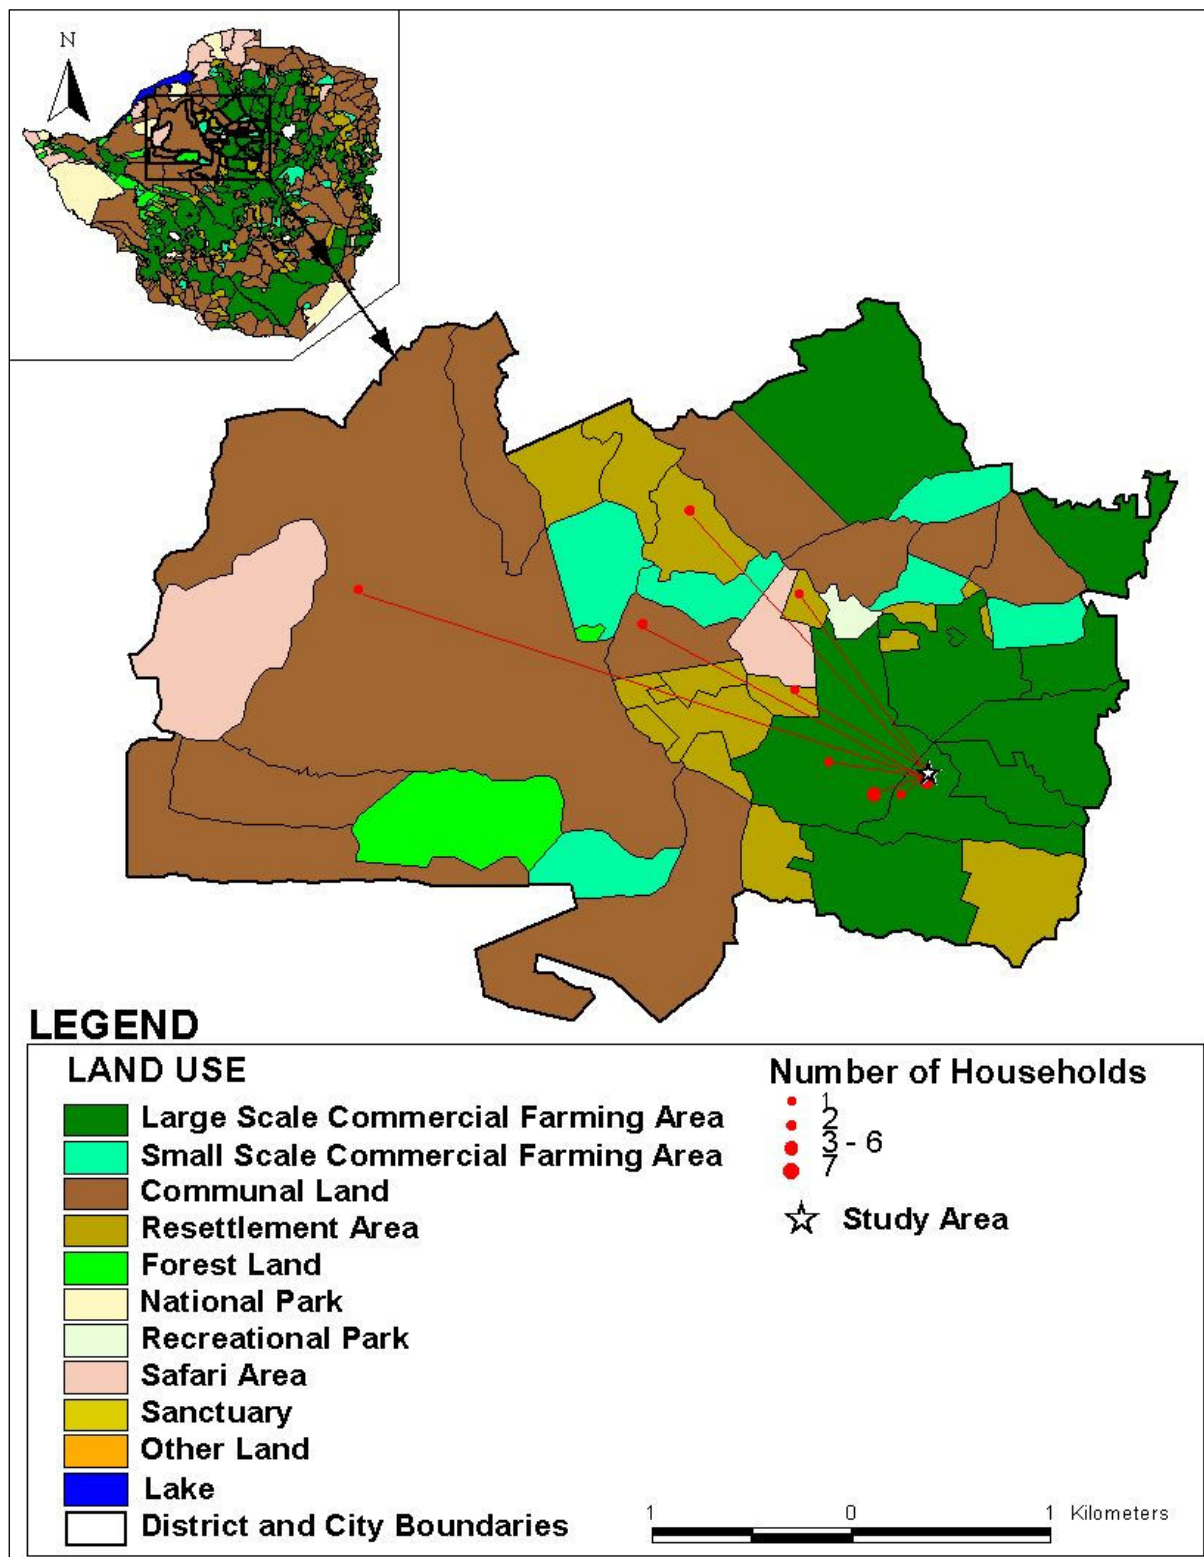 N
LEGEND
LAND USE
Large Scale Commercial Farming Area
Small Scale Commercial Farming Area
Communal Land
Resettlement Area
Forest Land
National Park
Recreational Park
Safari Area
Sanctuary
Other Land
Lake
District and City Boundaries
Number of Households
1
2
3 - 6
7
Study Area
1 0 1 Kilometers